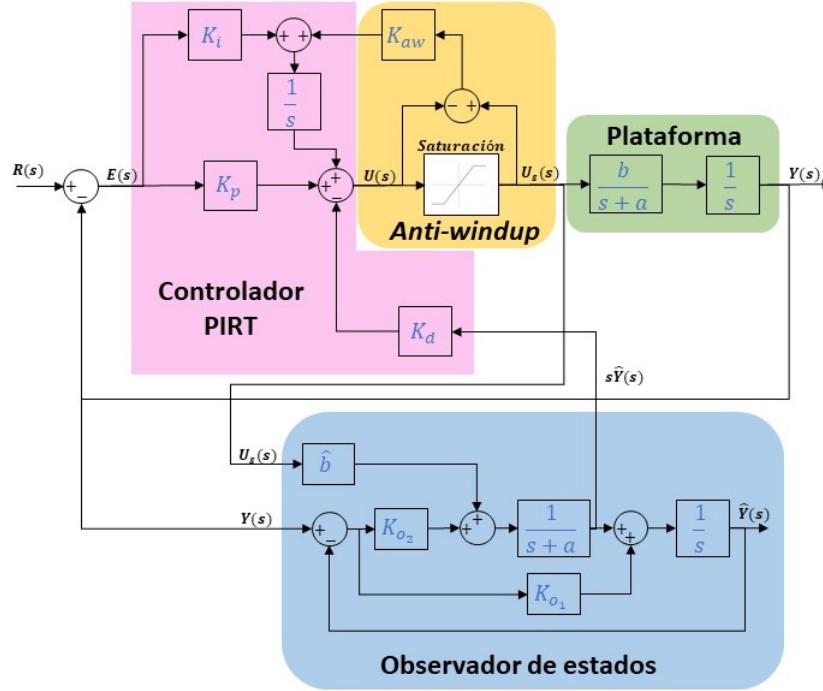 K_i
+ +
K_aw
1/s
- +
Saturación
Plataforma
R(s)
+ −
E(s)
K_p
+ + −
U(s)
U_s(s)
b/(s + a)
1/s
Y(s)
Anti-windup
Controlador
PIRT
K_d
sŶ(s)
U_s(s)
b̂
Y(s)
+ −
K_o₂
+ +
1/(s + a)
+ +
1/s
Ŷ(s)
K_o₁
Observador de estados